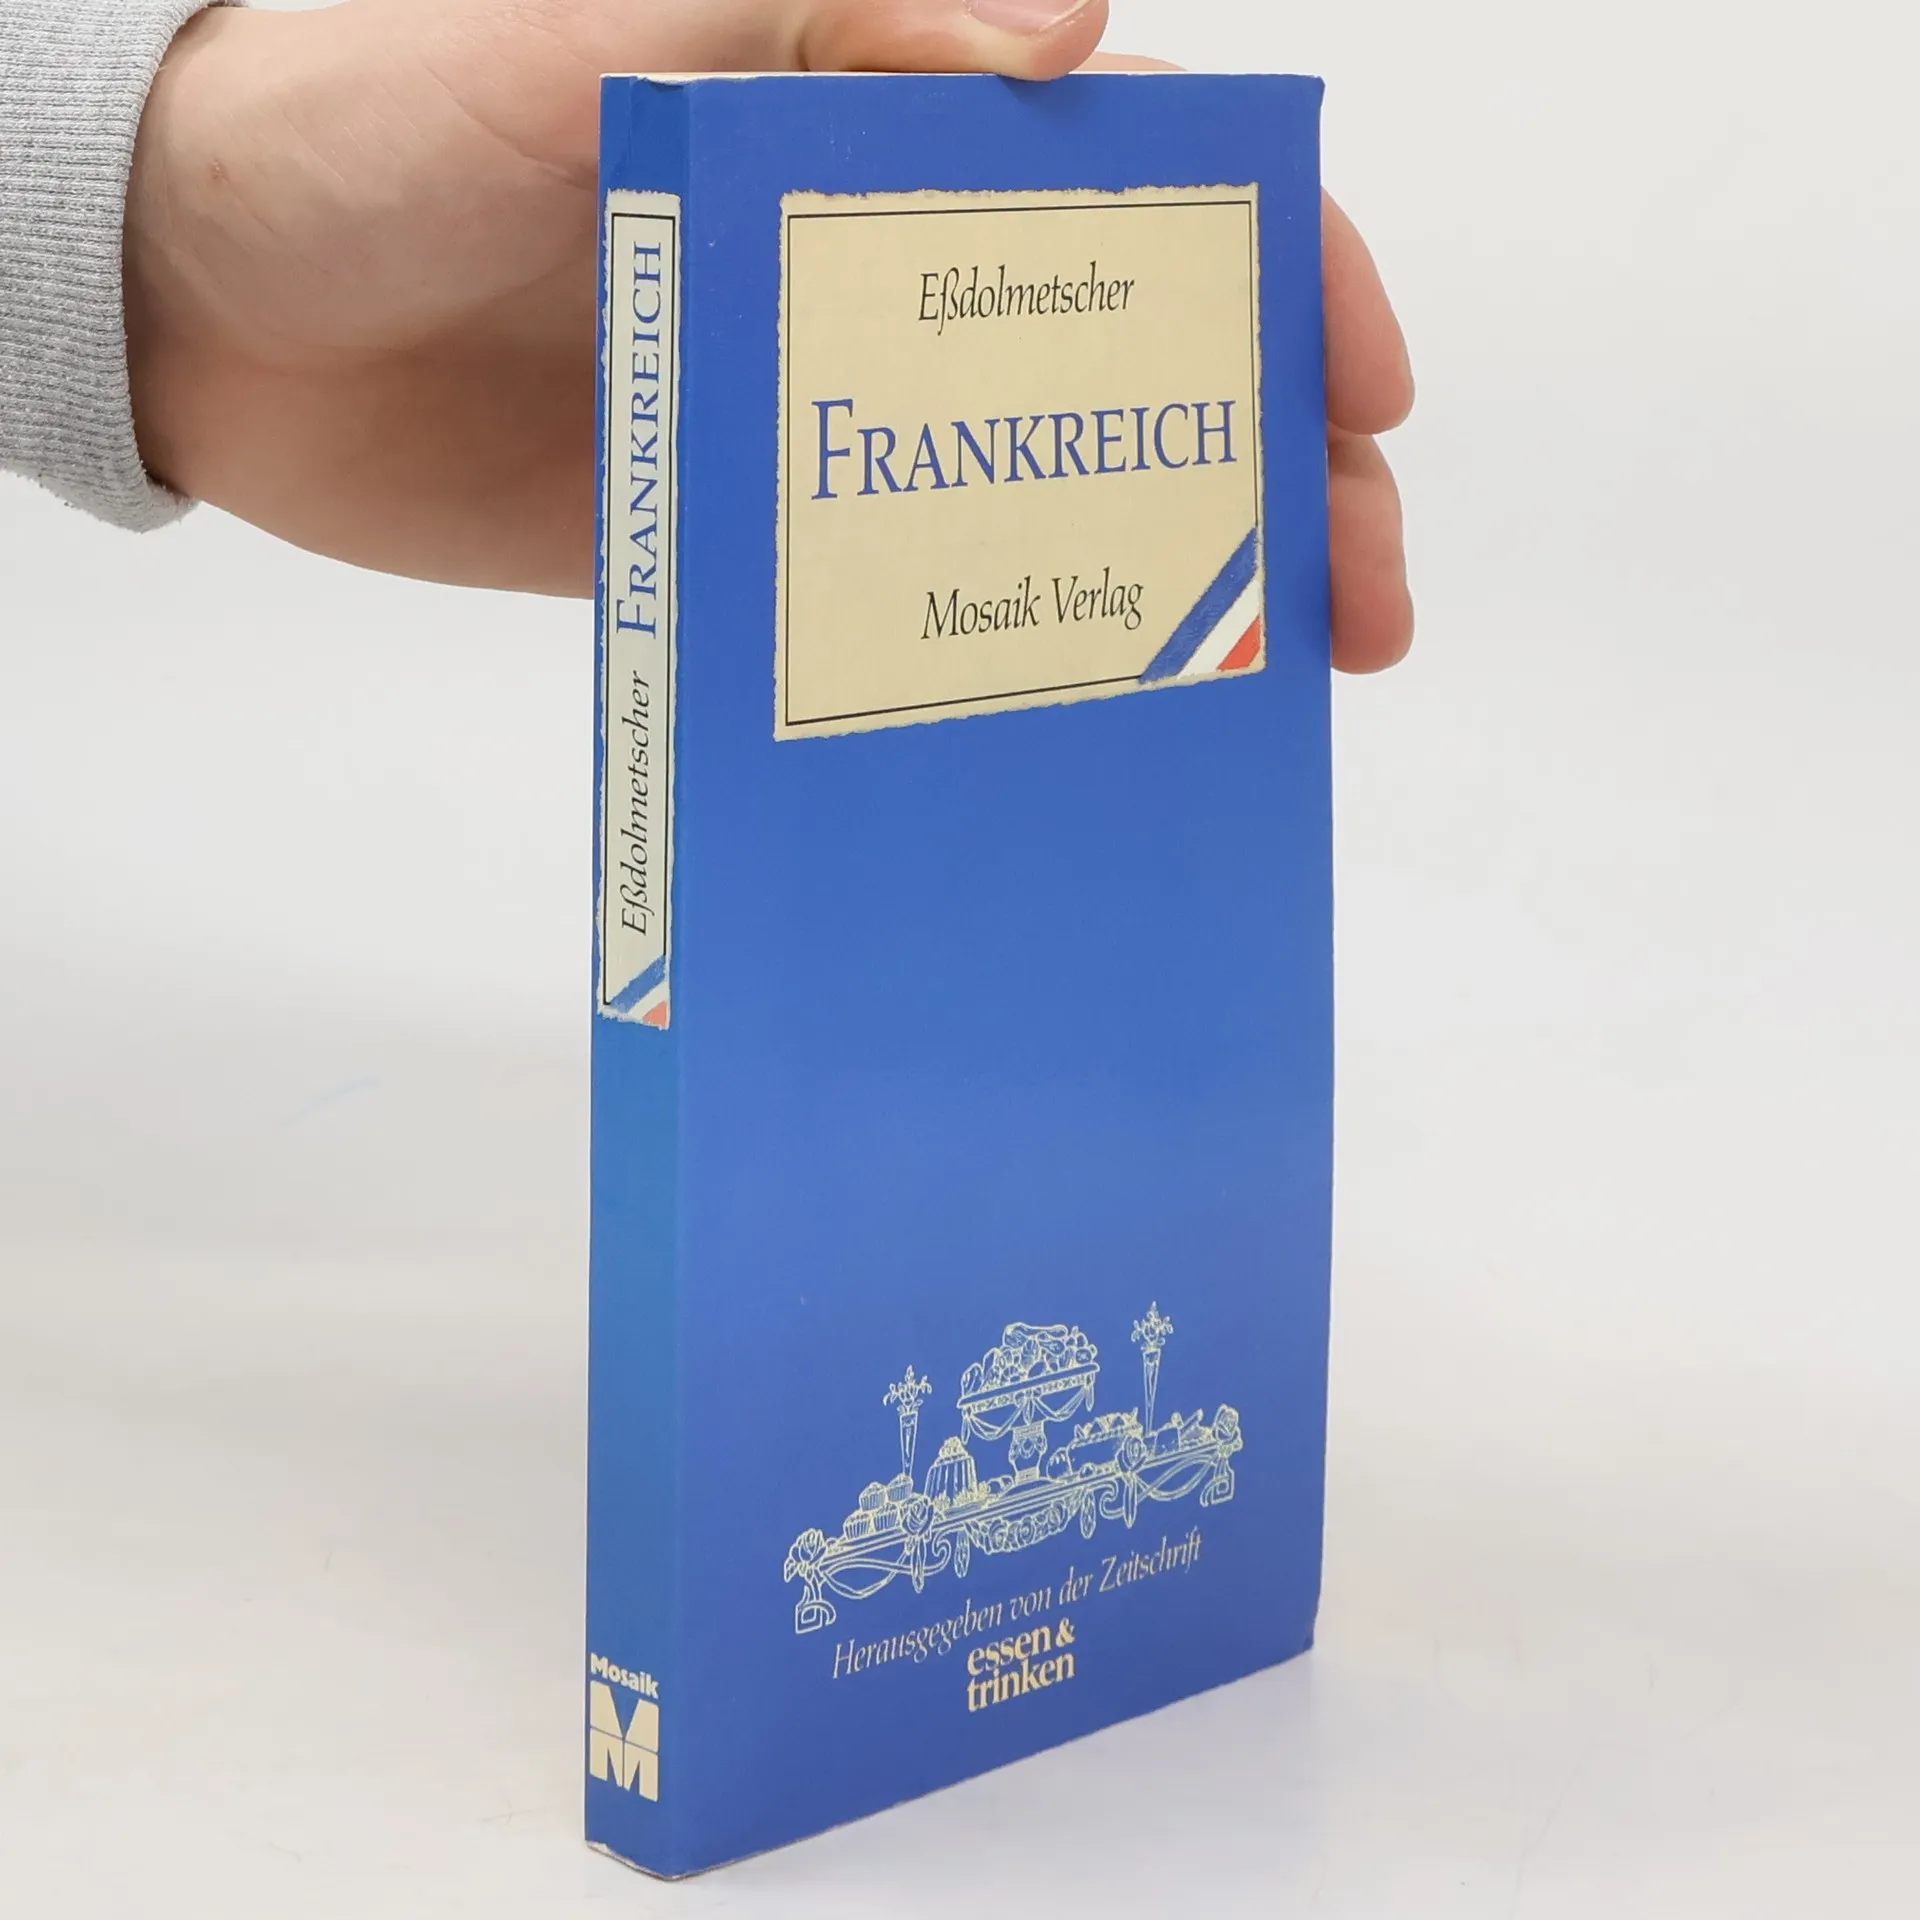 Eßdolmetscher
FRANKREICH
Mosaik Verlag
Herausgegeben von der Zeitschrift
essen &
trinken
Eßdolmetscher FRANKREICH
Mosaik